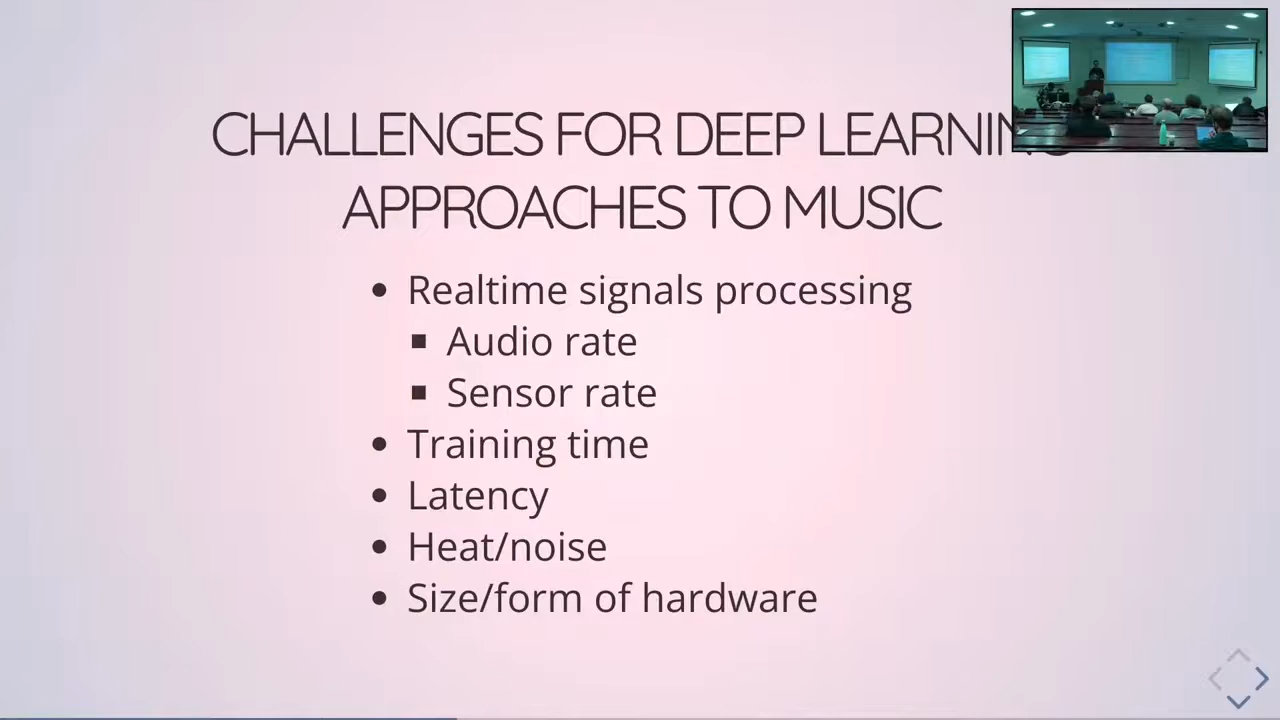 CHALLENGES FOR DEEP LEARNING
APPROACHES TO MUSIC
Realtime signals processing
Audio rate
Sensor rate
Training time
Latency
Heat/noise
Size/form of hardware